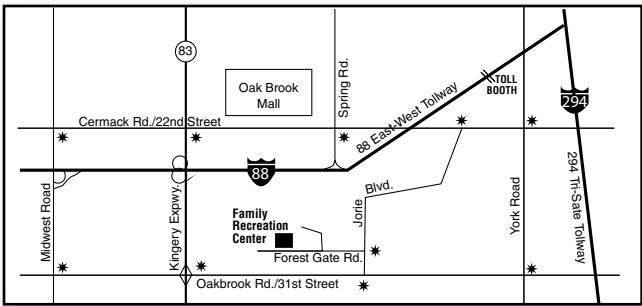 83
Oak Brook
Mall
Spring Rd.
88 East-West Tollway
TOLL
BOOTH
294
Cermack Rd./22nd Street
88
Midwest Road
Kingery Expwy.
Blvd.
Jorie
York Road
294 Tri-Sate Tollway
Family
Recreation
Center
Forest Gate Rd.
Oakbrook Rd./31st Street